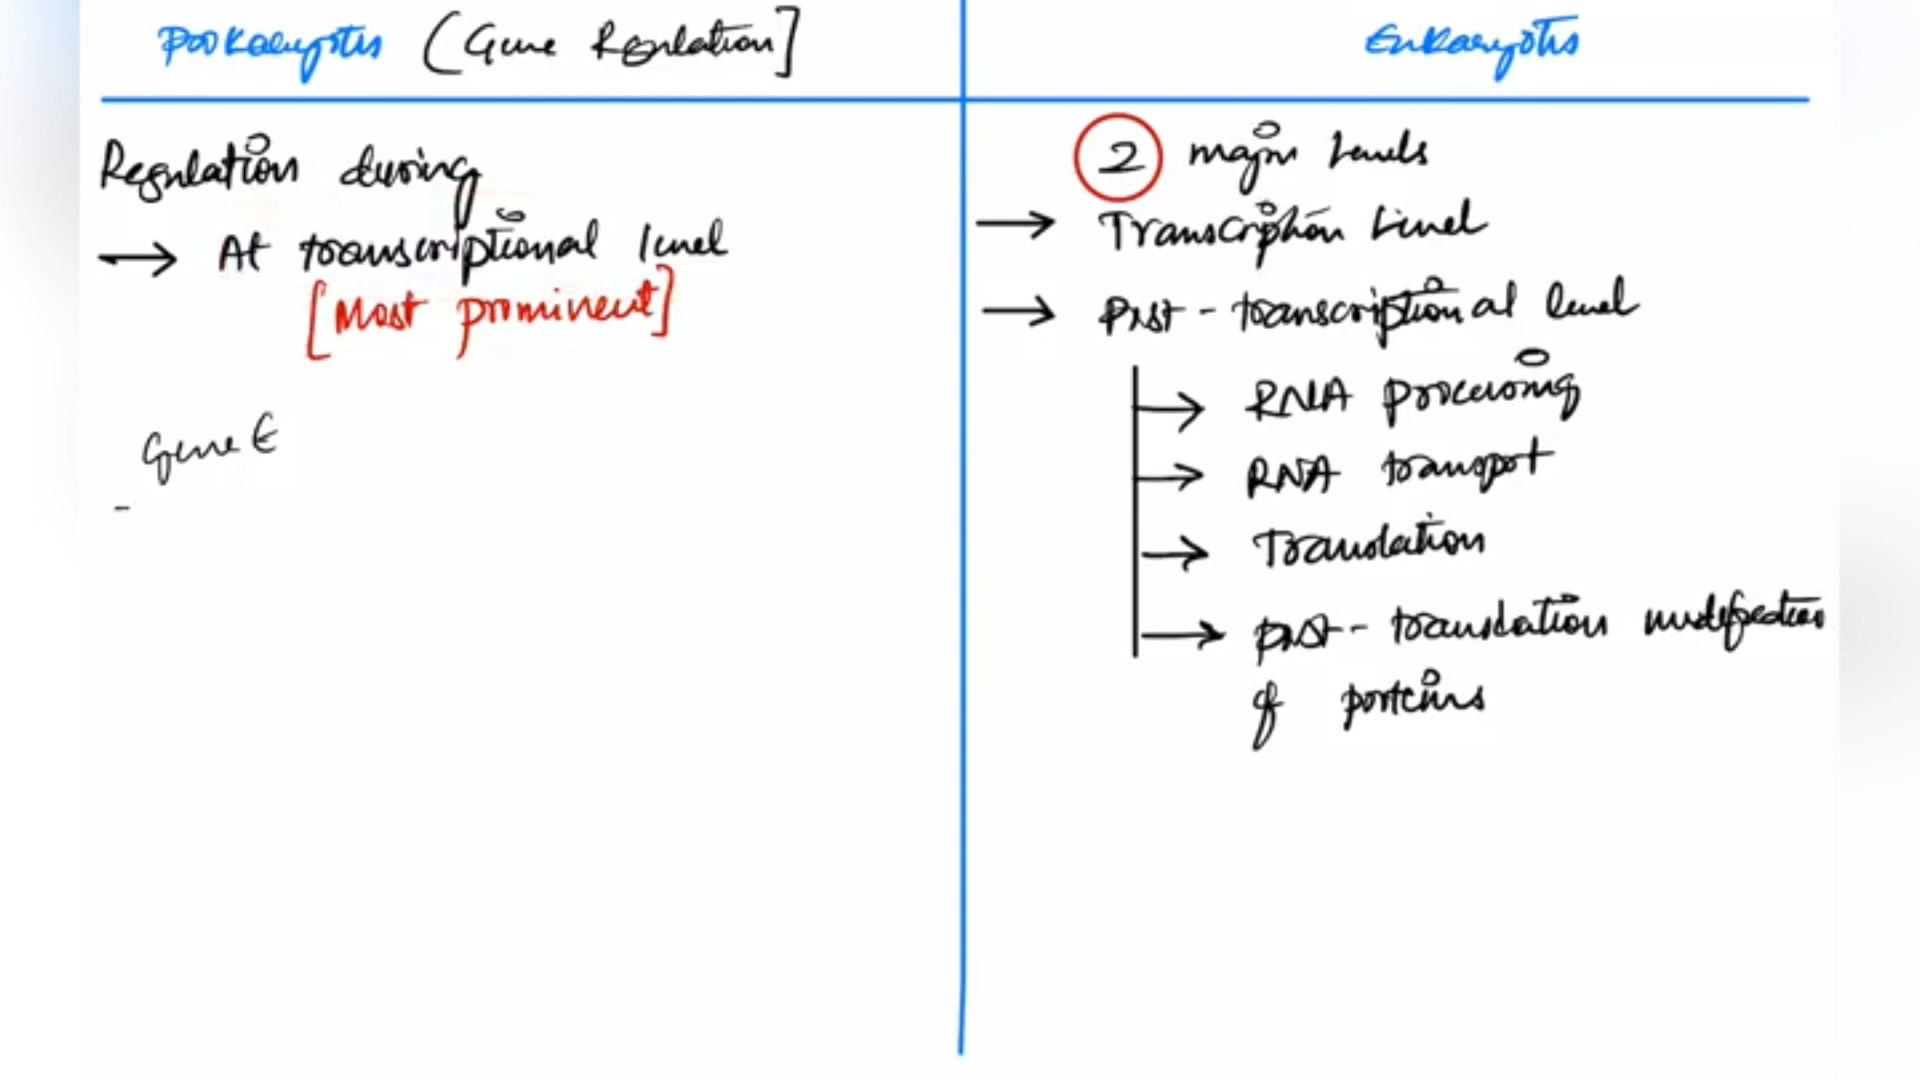 Prokaryotes (Gene Regulation]
Regulation during
→ At transcriptional level
[Most prominent]
Gene E
-
Eukaryotes
2 major levels
→ Transcription level
→ Post-transcriptional level
→ RNA processing
→ RNA transport
→ Translation
→ post-translation modification
of proteins